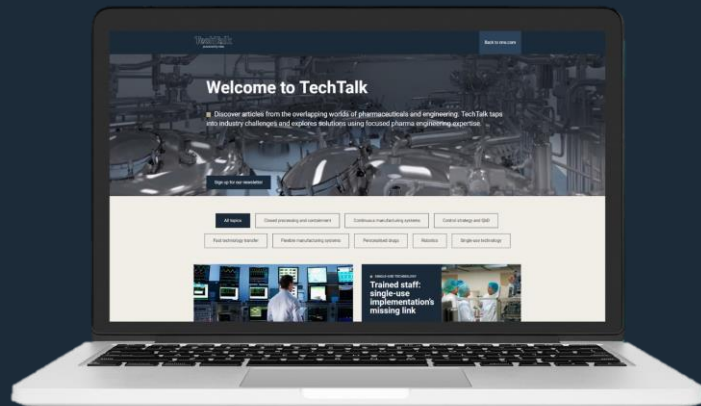 TechTalk
Back to nne.com
Welcome to TechTalk
Discover articles from the overlapping worlds of pharmaceuticals and engineering. TechTalk taps
into industry challenges and explores solutions using focused pharma engineering expertise.
Sign up for our newsletter
All topics
Closed processing and containment
Continuous manufacturing systems
Control strategy and QbD
Fast technology transfer
Flexible manufacturing systems
Personalised drugs
Robotics
Single-use technology
SINGLE-USE TECHNOLOGY
Trained staff:
single-use
implementation's
missing link